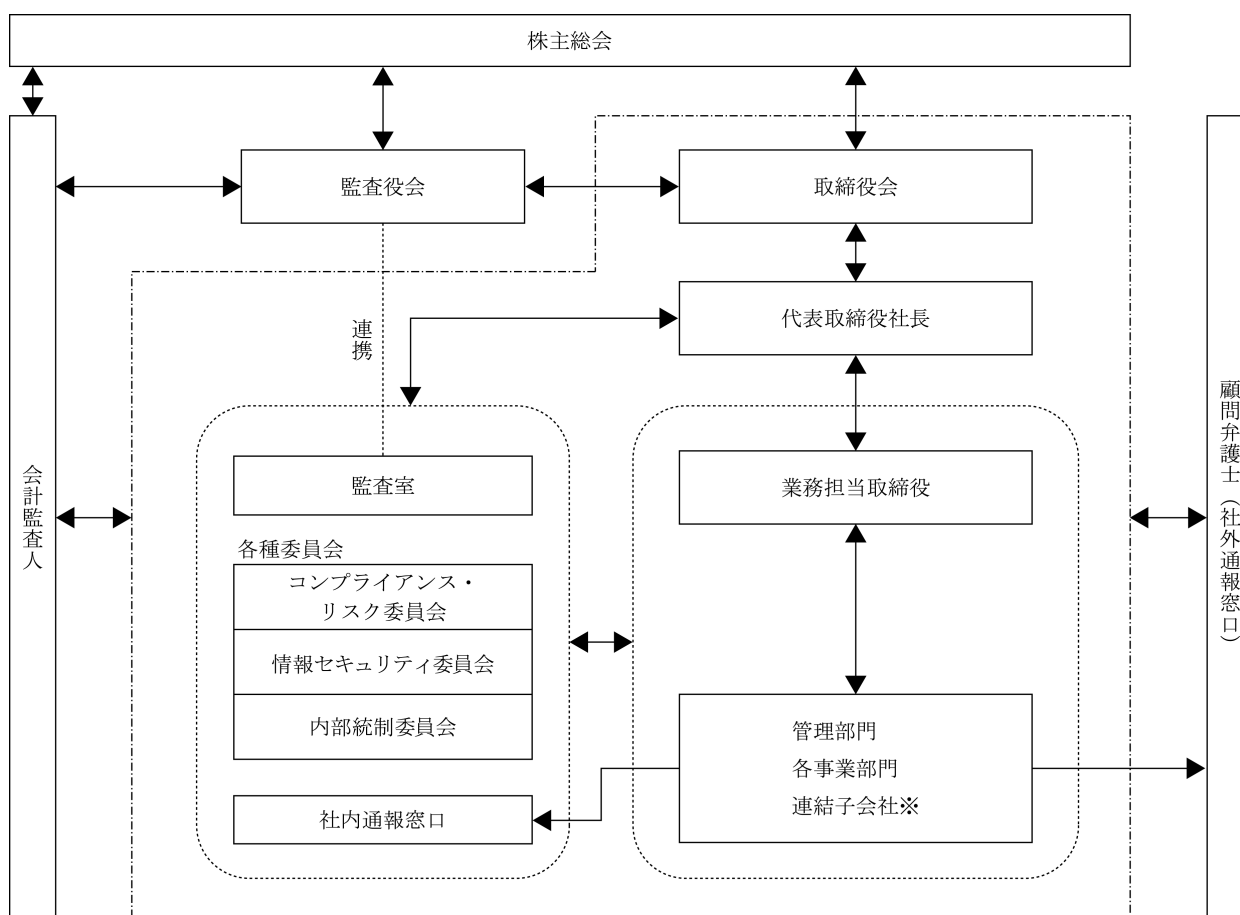 株主総会
監査役会
取締役会
代表取締役社長
連携
監査室
業務担当取締役
各種委員会
コンプライアンス・
リスク委員会
情報セキュリティ委員会
内部統制委員会
社内通報窓口
管理部門
各事業部門
連結子会社※
会計監査人
顧問弁護士（社外通報窓口）